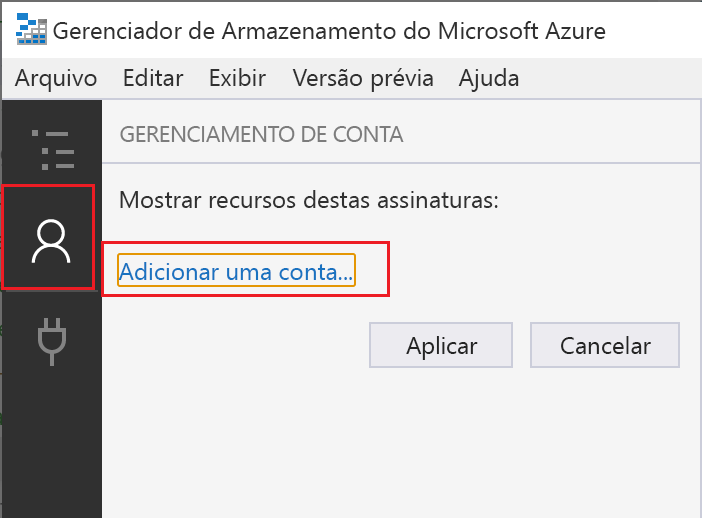 Gerenciador de Armazenamento do Microsoft Azure
Arquivo Editar Exibir Versão prévia Ajuda
GERENCIAMENTO DE CONTA
Mostrar recursos destas assinaturas:
Adicionar uma conta...
Aplicar Cancelar